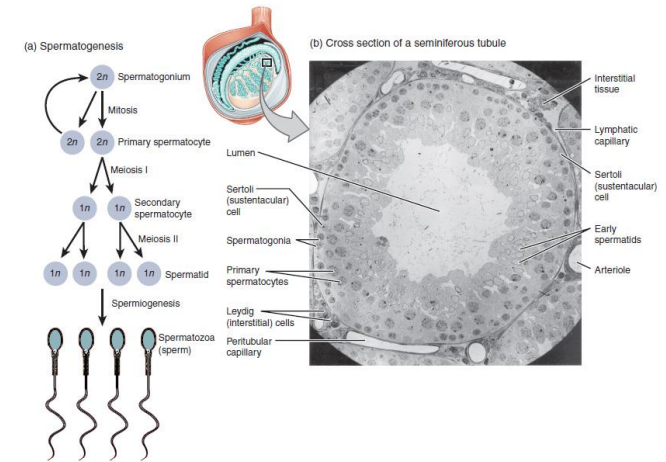 (a) Spermatogenesis
2n
Spermatogonium
Mitosis
2n
2n
Primary spermatocyte
Meiosis I
1n
1n
Secondary
spermatocyte
Meiosis II
1n
1n
1n
1n
Spermatid
Spermiogenesis
Spermatozoa
(sperm)
(b) Cross section of a seminiferous tubule
Lumen
Sertoli
(sustentacular)
cell
Spermatogonia
Primary
spermatocytes
Leydig
(interstitial) cells
Peritubular
capillary
Interstitial
tissue
Lymphatic
capillary
Sertoli
(sustentacular)
cell
Early
spermatids
Arteriole